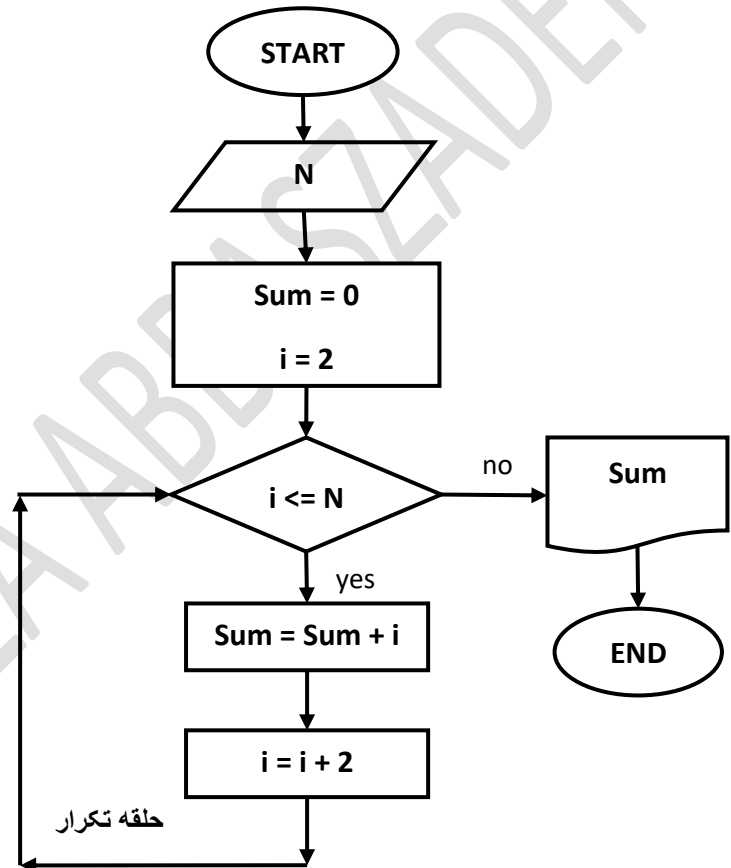 START
N
Sum = 0
i = 2
i <= N
no
Sum
yes
Sum = Sum + i
END
i = i + 2
حلقه تکرار